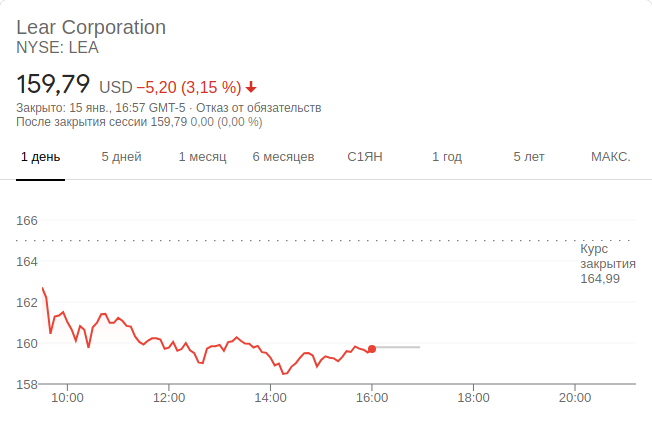 Lear Corporation
NYSE: LEA
159,79 USD −5,20 (3,15 %)
Закрыто: 15 янв., 16:57 GMT-5 · Отказ от обязательств
После закрытия сессии 159,79 0,00 (0,00 %)
1 день 5 дней 1 месяц 6 месяцев С1ЯН 1 год 5 лет МАКС.
166
Курс
164 закрытия
164,99
162
160
158
10:00 12:00 14:00 16:00 18:00 20:00